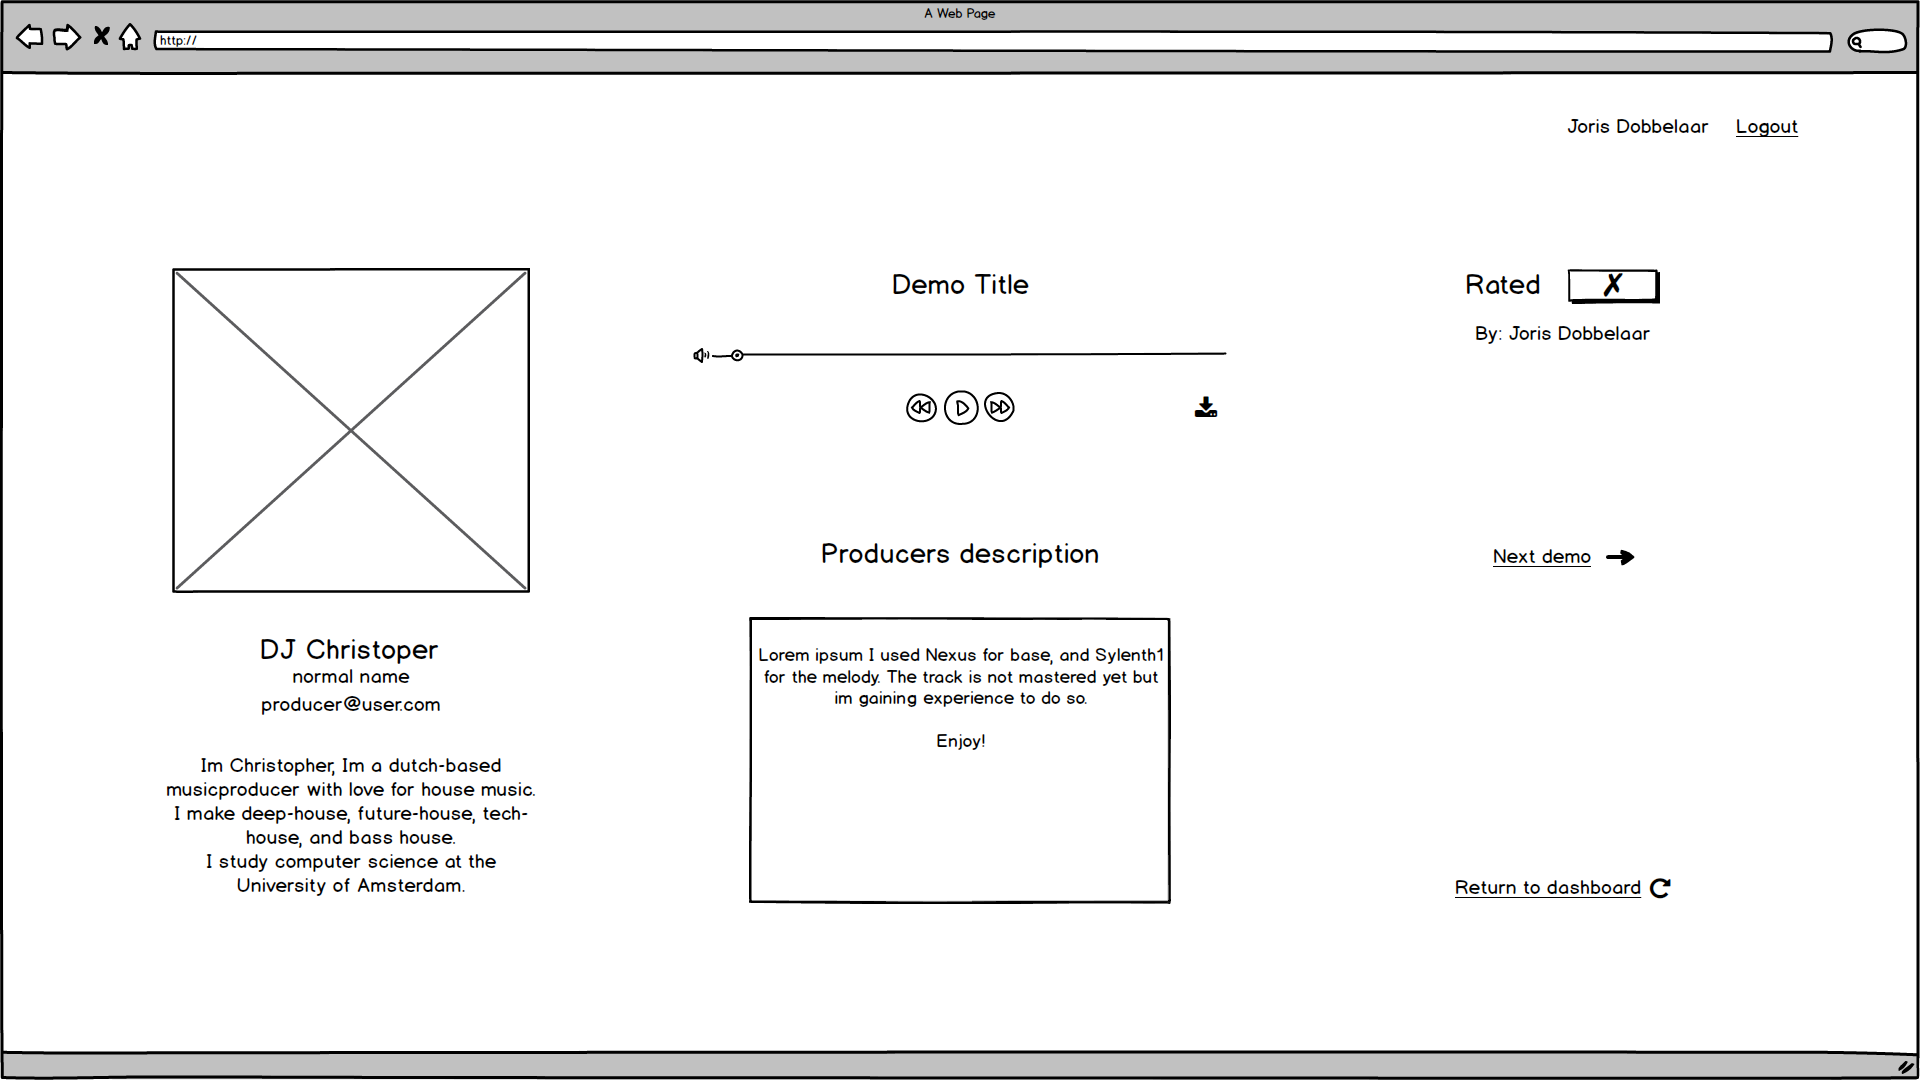 A Web Page
http://
Joris Dobbelaar Logout
Demo Title
Rated ✗
By: Joris Dobbelaar
Producers description
Next demo
DJ Christoper
normal name
producer@user.com
Lorem ipsum I used Nexus for base, and Sylenth1
for the melody. The track is not mastered yet but
im gaining experience to do so.
Enjoy!
Im Christopher, Im a dutch-based
musicproducer with love for house music.
I make deep-house, future-house, tech-
house, and bass house.
I study computer science at the
University of Amsterdam.
Return to dashboard